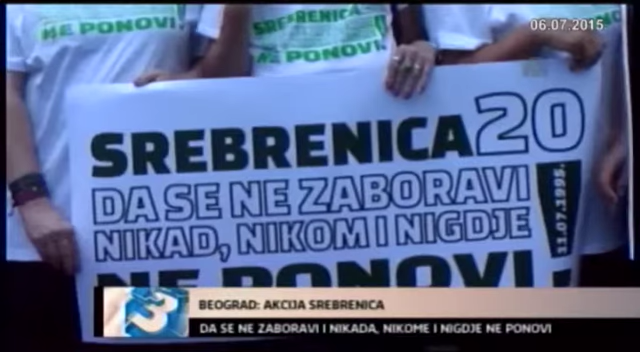 06.07.2015
SREBRENICA
NE PONOVI!
NE PONOVI!
SREBRENICA 20
DA SE NE ZABORAVI
NIKAD, NIKOM I NIGDJE
NE PONOVI!
11.07.1995.
3
BEOGRAD: AKCIJA SREBRENICA
DA SE NE ZABORAVI I NIKADA, NIKOME I NIGDJE NE PONOVI